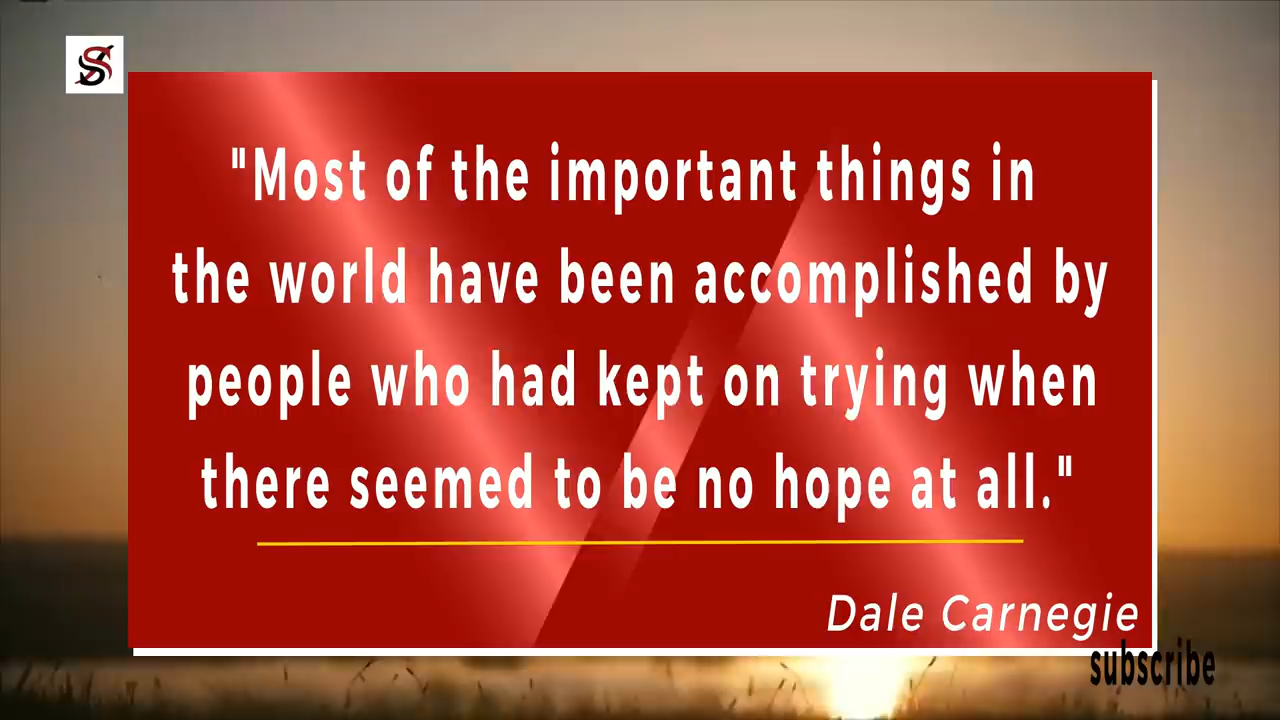 "Most of the important things in
the world have been accomplished by
people who had kept on trying when
there seemed to be no hope at all."
Dale Carnegie
subscribe